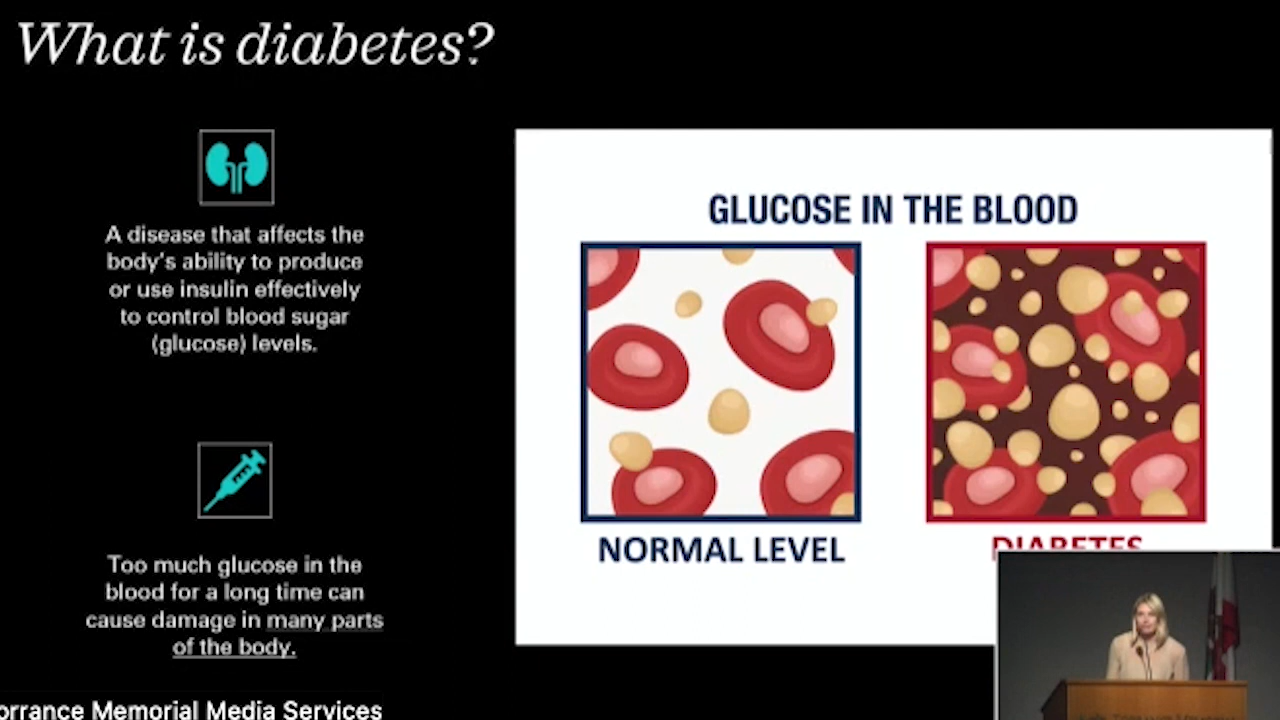 What is diabetes?
A disease that affects the
body's ability to produce
or use insulin effectively
to control blood sugar
(glucose) levels.
Too much glucose in the
blood for a long time can
cause damage in many parts
of the body.
GLUCOSE IN THE BLOOD
NORMAL LEVEL
DIABETES
orrance Memorial Media Services